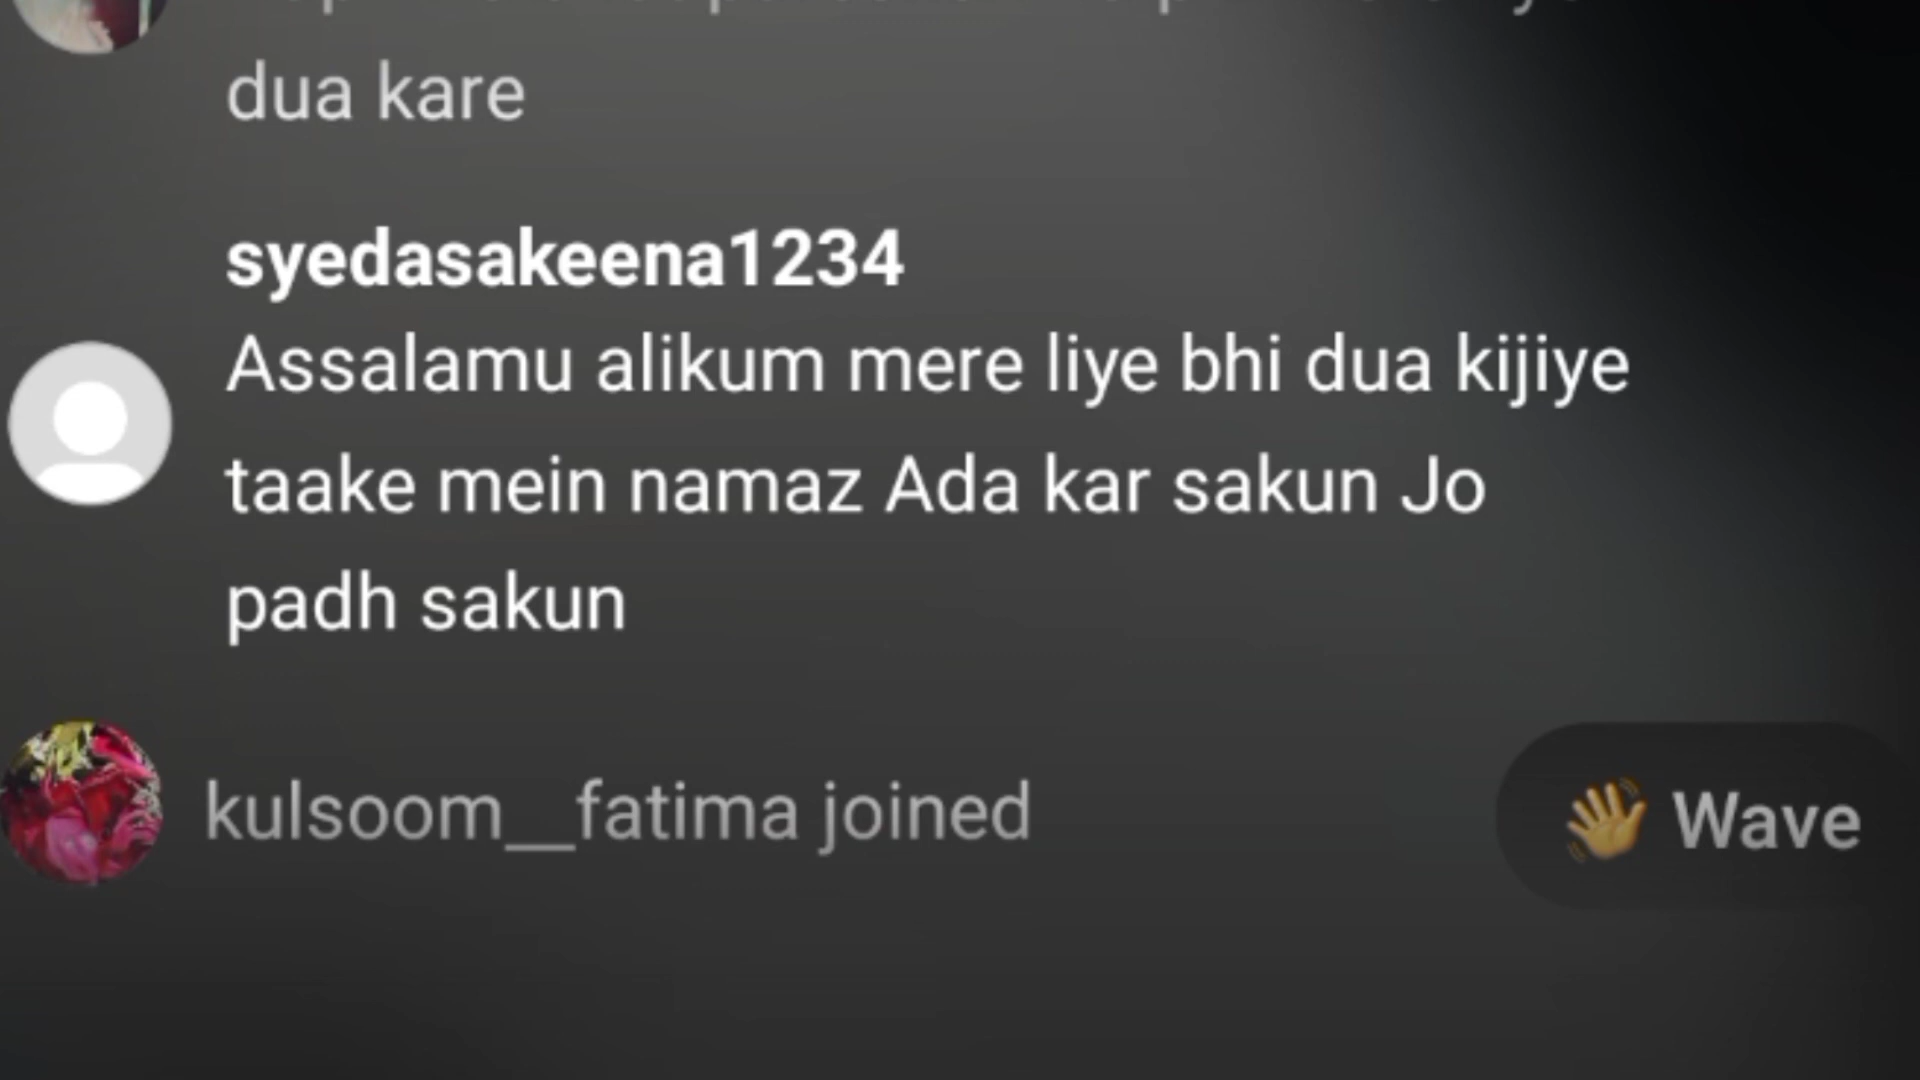 dua kare
syedasakeena1234
Assalamu alikum mere liye bhi dua kijiye
taake mein namaz Ada kar sakun Jo
padh sakun
kulsoom__fatima joined
👋 Wave